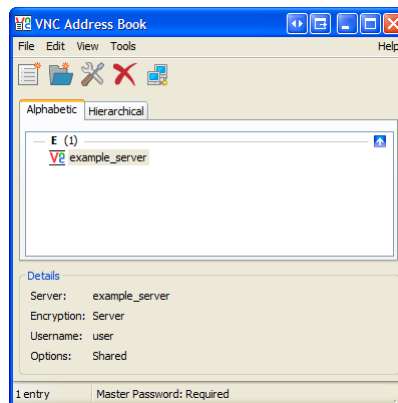 VNC Address Book
File Edit View Tools Help
Alphabetic Hierarchical
E (1)
example_server
Details
Server: example_server
Encryption: Server
Username: user
Options: Shared
1 entry Master Password: Required